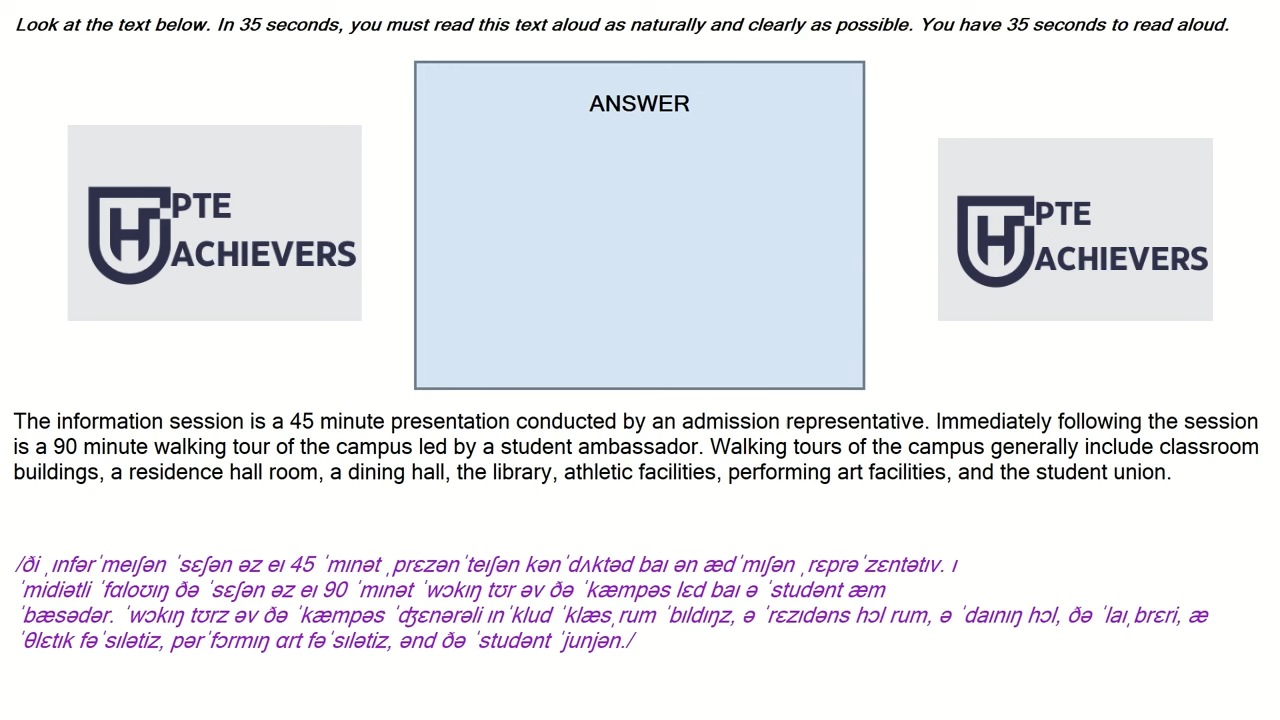 Look at the text below. In 35 seconds, you must read this text aloud as naturally and clearly as possible. You have 35 seconds to read aloud.
ANSWER
PTE
ACHIEVERS
PTE
ACHIEVERS
The information session is a 45 minute presentation conducted by an admission representative. Immediately following the session
is a 90 minute walking tour of the campus led by a student ambassador. Walking tours of the campus generally include classroom
buildings, a residence hall room, a dining hall, the library, athletic facilities, performing art facilities, and the student union.
/ði ˌɪnfərˈmeɪʃən ˈsɛʃən əz eɪ 45 ˈmɪnət ˌprɛzənˈteɪʃən kənˈdʌktəd baɪ ən ædˈmɪʃən ˌrɛprəˈzɛntətɪv. ɪ
ˈmidiətli ˈfɑloʊɪŋ ðə ˈsɛʃən əz eɪ 90 ˈmɪnət ˈwɔkɪŋ tʊr əv ðə ˈkæmpəs lɛd baɪ ə ˈstudənt æm
ˈbæsədər. ˈwɔkɪŋ tʊrz əv ðə ˈkæmpəs ˈʤɛnərəli ɪnˈklud ˈklæsˌrum ˈbɪldɪŋz, ə ˈrɛzɪdəns hɔl rum, ə ˈdaɪnɪŋ hɔl, ðə ˈlaɪˌbrɛri, æ
ˈθlɛtɪk fəˈsɪlətiz, pərˈfɔrmɪŋ ɑrt fəˈsɪlətiz, ənd ðə ˈstudənt ˈjunjən./